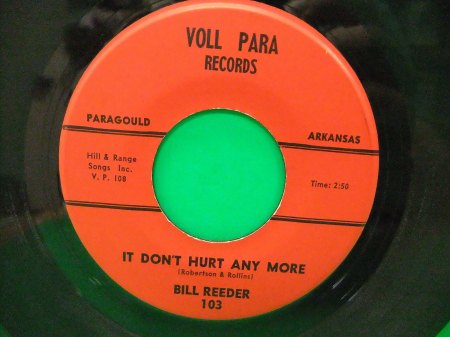 VOLL PARA
RECORDS
PARAGOULD
ARKANSAS
Hill & Range
Songs Inc.
V. P. 108
Time: 2:50
IT DON'T HURT ANY MORE
(Robertson & Rollins)
BILL REEDER
103